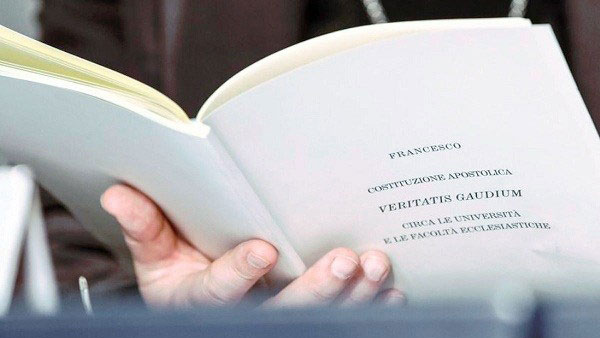 FRANCESCO
COSTITUZIONE APOSTOLICA
VERITATIS GAUDIUM
CIRCA LE UNIVERSITÀ
E LE FACOLTÀ ECCLESIASTICHE